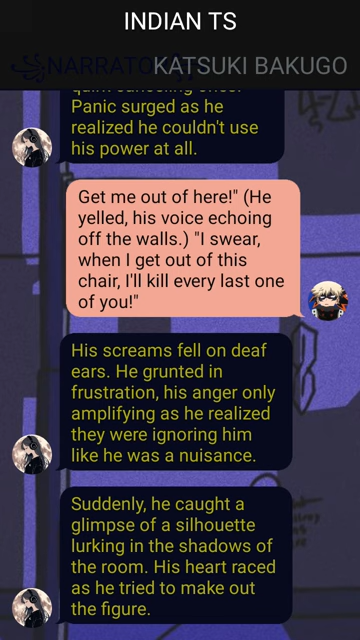 INDIAN TS
NARRATO KATSUKI BAKUGO
Panic surged as he
realized he couldn't use
his power at all.
Get me out of here!" (He
yelled, his voice echoing
off the walls.) "I swear,
when I get out of this
chair, I'll kill every last one
of you!"
His screams fell on deaf
ears. He grunted in
frustration, his anger only
amplifying as he realized
they were ignoring him
like he was a nuisance.
Suddenly, he caught a
glimpse of a silhouette
lurking in the shadows of
the room. His heart raced
as he tried to make out
the figure.